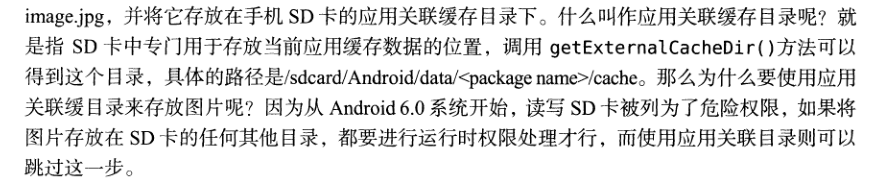 image.jpg，并将它存放在手机 SD 卡的应用关联缓存目录下。什么叫作应用关联缓存目录呢？就
是指 SD 卡中专门用于存放当前应用缓存数据的位置，调用 getExternalCacheDir()方法可以
得到这个目录，具体的路径是/sdcard/Android/data/<package name>/cache。那么为什么要使用应用
关联缓目录来存放图片呢？因为从 Android 6.0 系统开始，读写 SD 卡被列为了危险权限，如果将
图片存放在 SD 卡的任何其他目录，都要进行运行时权限处理才行，而使用应用关联目录则可以
跳过这一步。